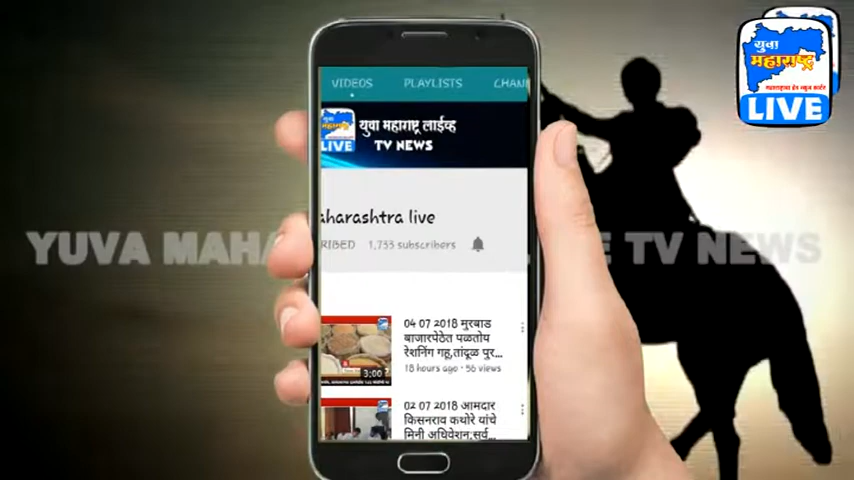 VIDEOS PLAYLISTS CHAN
युवा
महाराष्ट्र
LIVE
युवा महाराष्ट्र लाईव्ह
TV NEWS
LIVE
aharashtra live
RIBED 1,733 subscribers
YUVA MAHA E TV NEWS
04 07 2018 मुरबाड
बाजारपेठेत पळतोय
रेशनिंग गहू,तांदूळ पुर...
18 hours ago · 56 views
3:00
02 07 2018 आमदार
किसनराव कथोरे यांचे
मिनी अधिवेशन,सर्व...